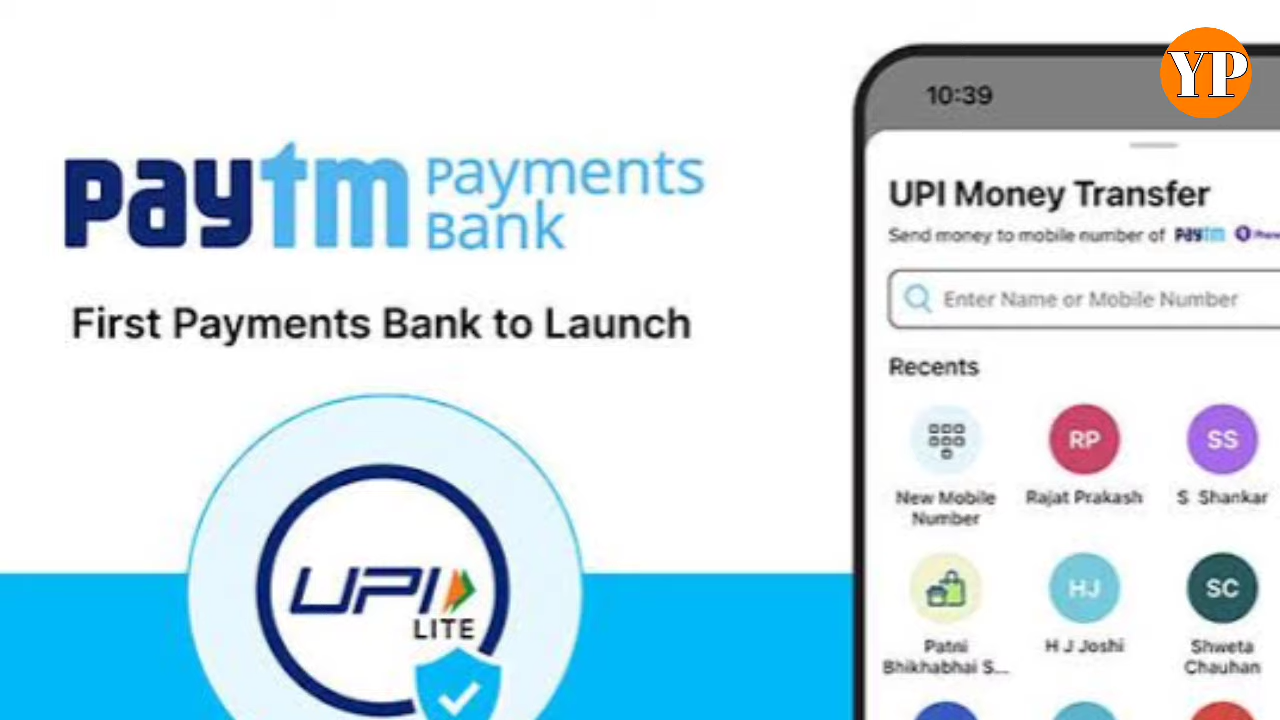 paytm Payments
Bank
First Payments Bank to Launch
UPI
LITE
YP
10:39
UPI Money Transfer
Send money to mobile number of paytm
Enter Name or Mobile Number
Recents
New Mobile
Number
RP
Rajat Prakash
SS
S Shankar
Patni
Bhikhabhai S...
HJ
H J Joshi
SC
Shweta
Chauhan